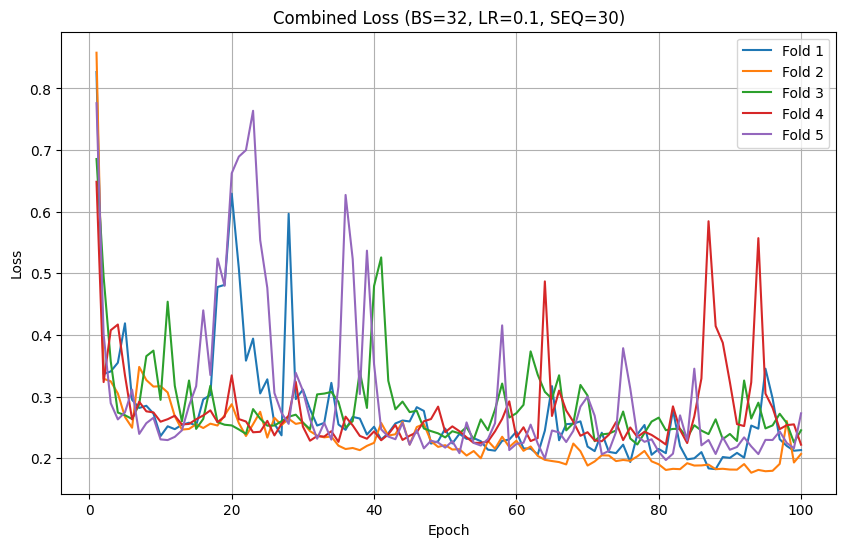 Combined Loss (BS=32, LR=0.1, SEQ=30)
Fold 1
Fold 2
Fold 3
Fold 4
Fold 5
Loss
0.8
0.7
0.6
0.5
0.4
0.3
0.2
0
20
40
60
80
100
Epoch